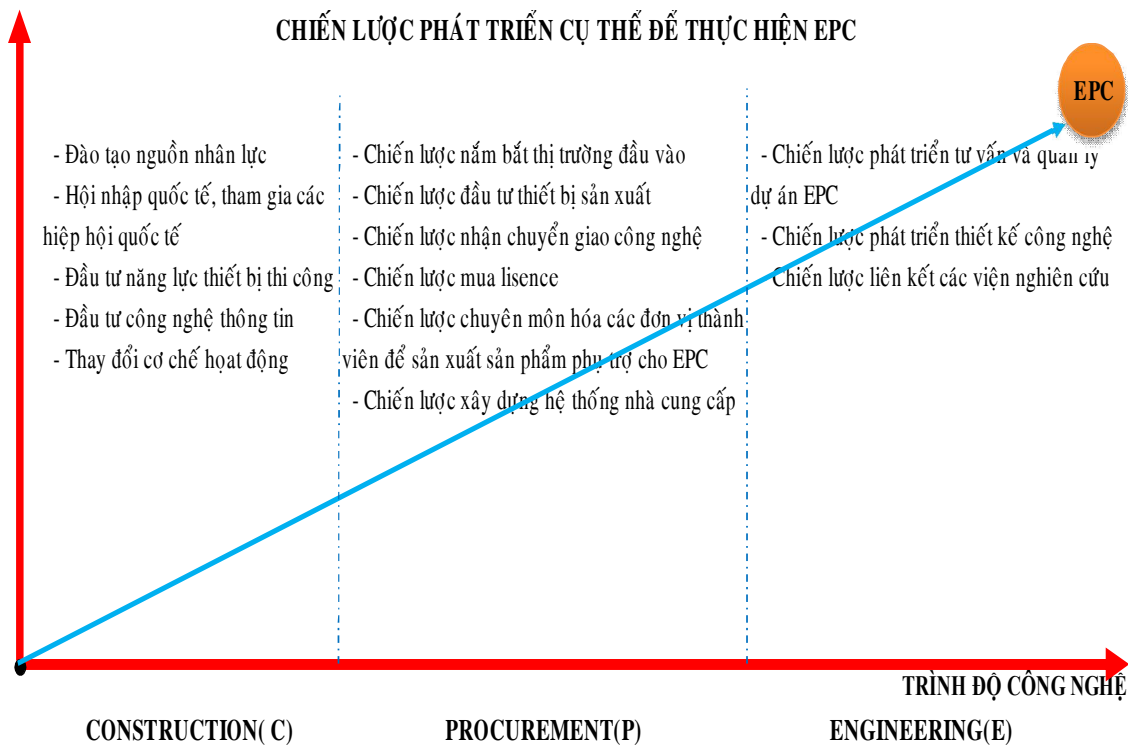 CHIẾN LƯỢC PHÁT TRIỂN CỤ THỂ ĐỂ THỰC HIỆN EPC
EPC
- Đào tạo nguồn nhân lực
- Hội nhập quốc tế, tham gia các
hiệp hội quốc tế
- Đầu tư năng lực thiết bị thi công
- Đầu tư công nghệ thông tin
- Thay đổi cơ chế họat động
- Chiến lược nắm bắt thị trường đầu vào
- Chiến lược đầu tư thiết bị sản xuất
- Chiến lược nhận chuyển giao công nghệ
- Chiến lược mua lisence
- Chiến lược chuyên môn hóa các đơn vị thành
viên để sản xuất sản phẩm phụ trợ cho EPC
- Chiến lược xây dựng hệ thống nhà cung cấp
- Chiến lược phát triển tư vấn và quản lý
dự án EPC
- Chiến lược phát triển thiết kế công nghệ
Chiến lược liên kết các viện nghiên cứu
TRÌNH ĐỘ CÔNG NGHỆ
CONSTRUCTION( C)
PROCUREMENT(P)
ENGINEERING(E)